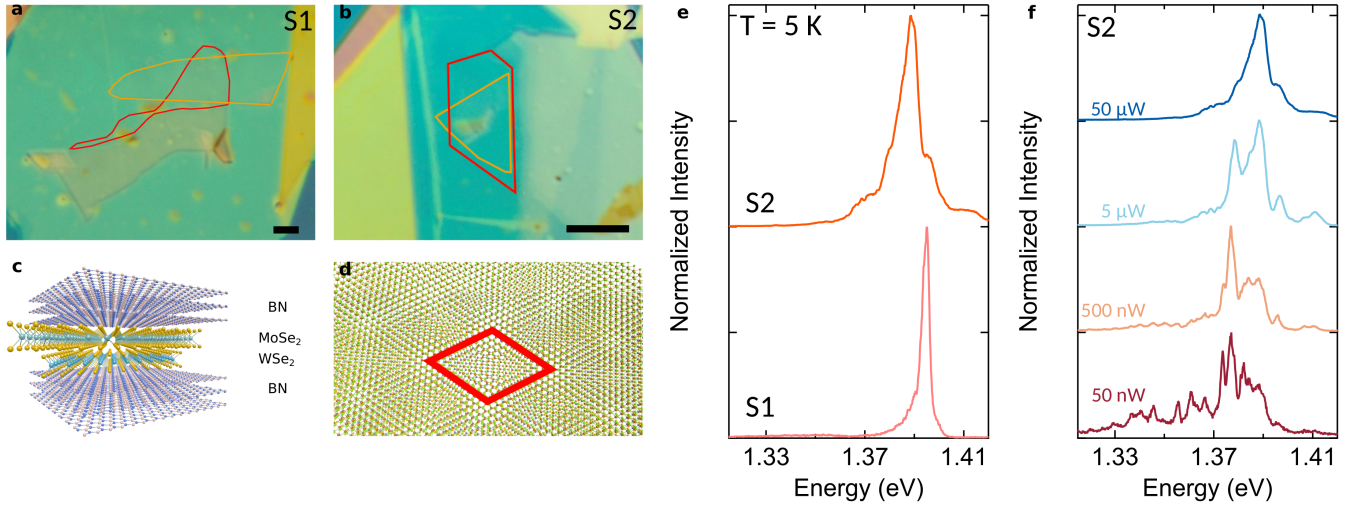 a
S1
b
S2
c
BN
MoSe2
WSe2
BN
d
e
T = 5 K
S2
S1
Normalized Intensity
1.33
1.37
1.41
Energy (eV)
f
S2
50 µW
5 µW
500 nW
50 nW
Normalized Intensity
1.33
1.37
1.41
Energy (eV)